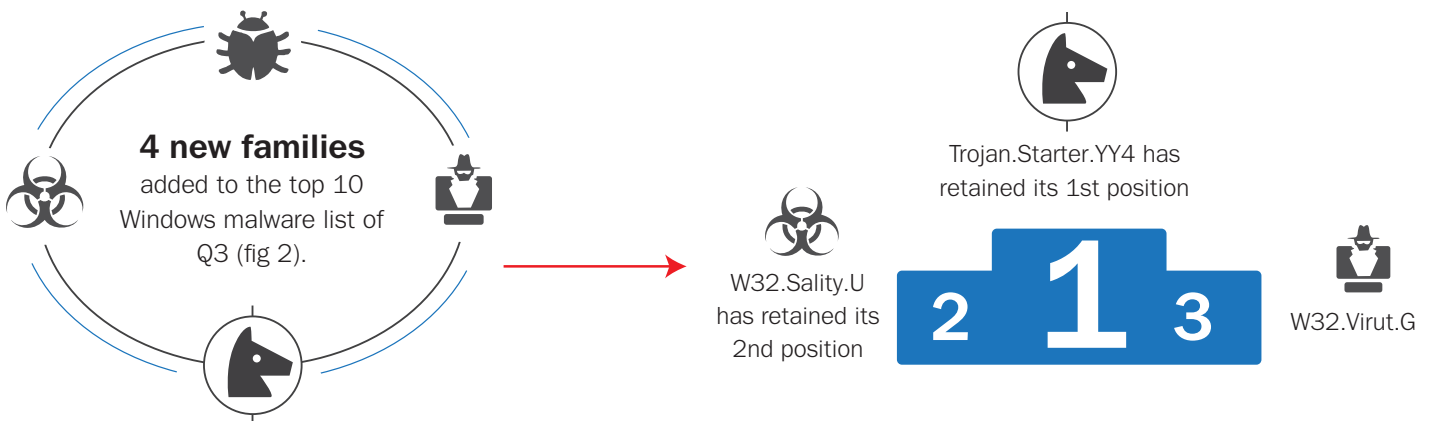 4 new families
added to the top 10
Windows malware list of
Q3 (fig 2).
Trojan.Starter.YY4 has
retained its 1st position
W32.Sality.U
has retained its
2nd position
2
1
3
W32.Virut.G